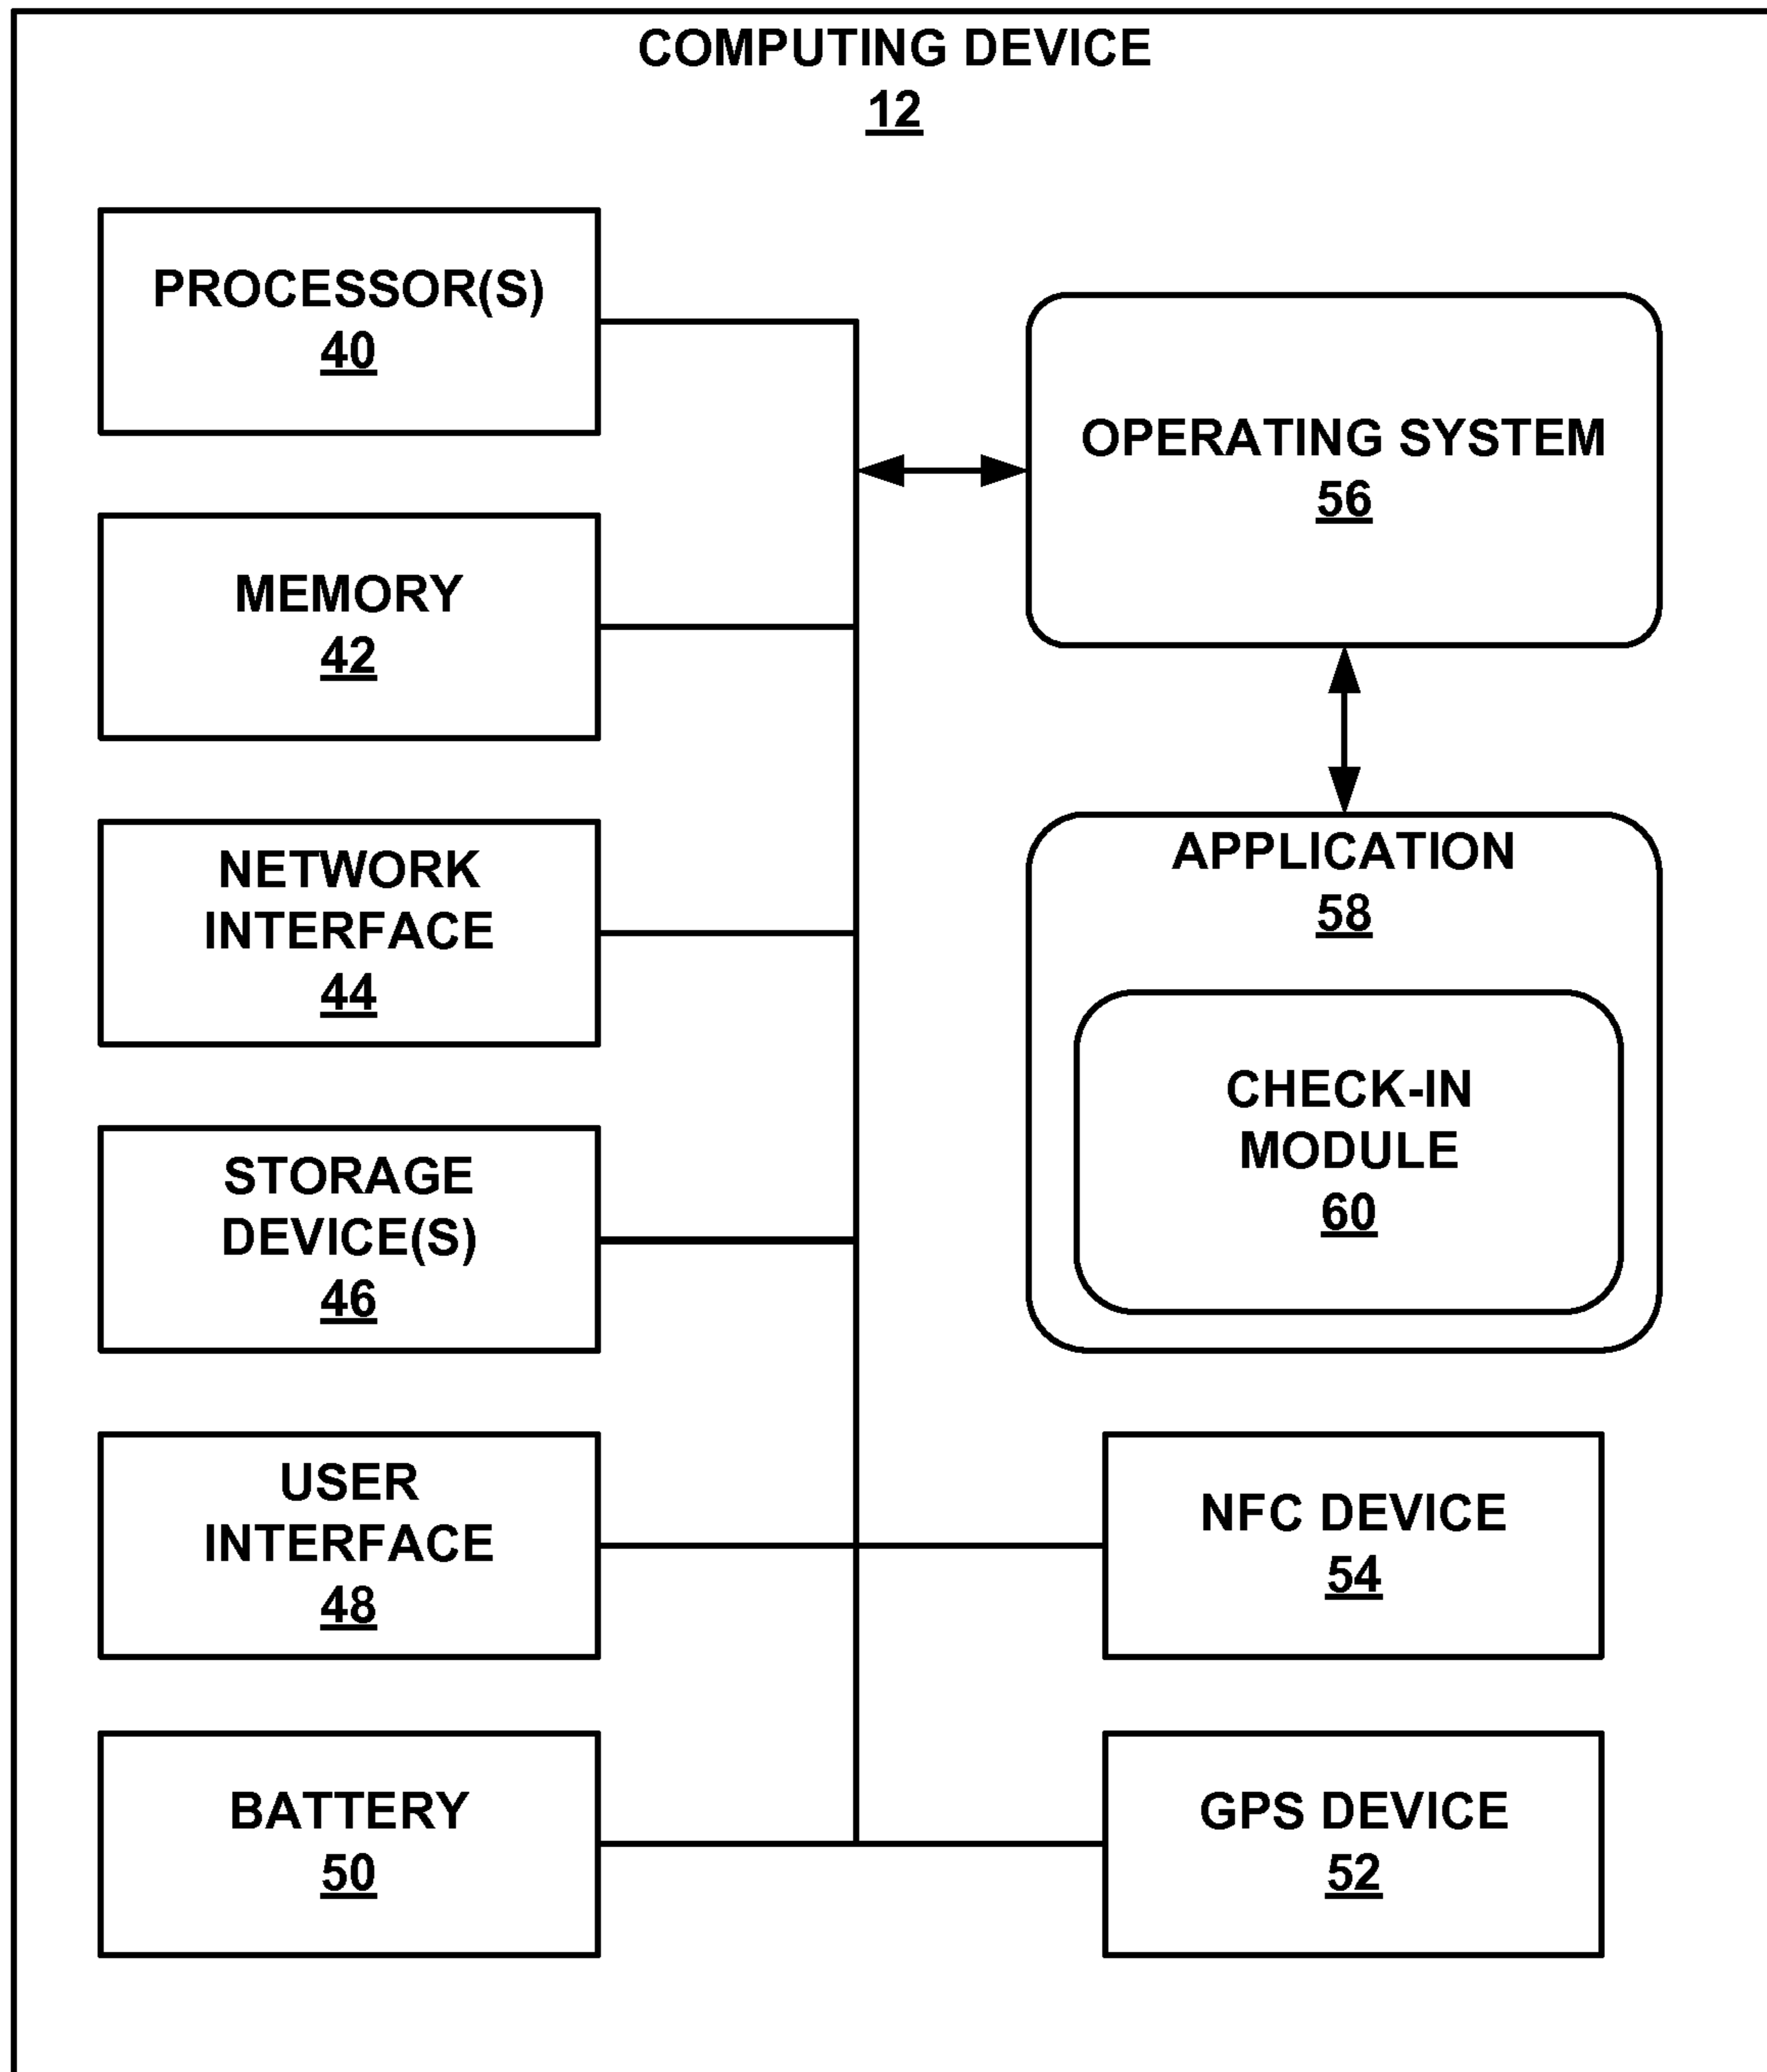 COMPUTING DEVICE
12
PROCESSOR(S)
40
MEMORY
42
NETWORK
INTERFACE
44
STORAGE
DEVICE(S)
46
USER
INTERFACE
48
BATTERY
50
OPERATING SYSTEM
56
APPLICATION
58
CHECK-IN
MODULE
60
NFC DEVICE
54
GPS DEVICE
52